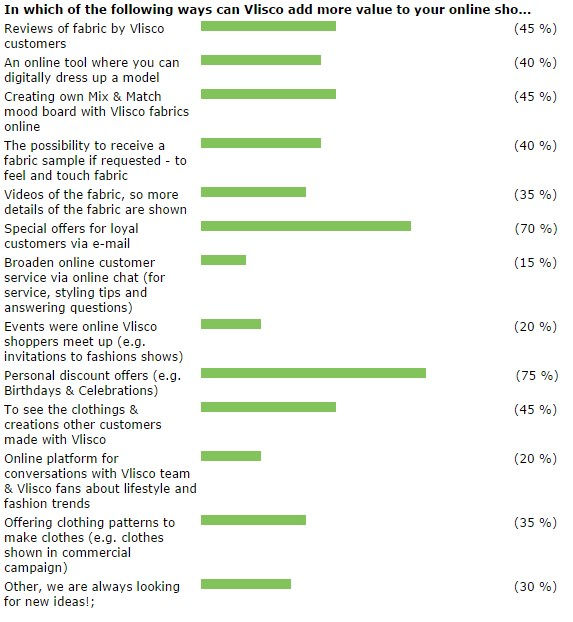 In which of the following ways can Vlisco add more value to your online sho...
Reviews of fabric by Vlisco (45 %)
customers
An online tool where you can (40 %)
digitally dress up a model
Creating own Mix & Match (45 %)
mood board with Vlisco fabrics
online
The possibility to receive a (40 %)
fabric sample if requested - to
feel and touch fabric
Videos of the fabric, so more (35 %)
details of the fabric are shown
Special offers for loyal (70 %)
customers via e-mail
Broaden online customer (15 %)
service via online chat (for
service, styling tips and
answering questions)
Events were online Vlisco (20 %)
shoppers meet up (e.g.
invitations to fashions shows)
Personal discount offers (e.g. (75 %)
Birthdays & Celebrations)
To see the clothings & (45 %)
creations other customers
made with Vlisco
Online platform for (20 %)
conversations with Vlisco team
& Vlisco fans about lifestyle and
fashion trends
Offering clothing patterns to (35 %)
make clothes (e.g. clothes
shown in commercial
campaign)
Other, we are always looking (30 %)
for new ideas!;